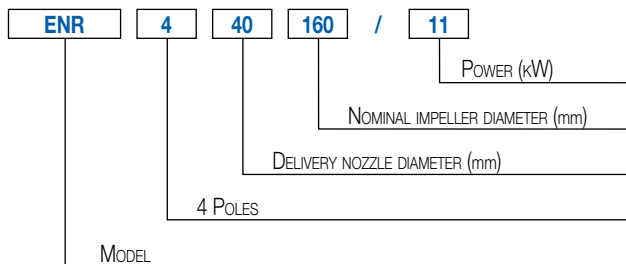 ENR 4 40 160 / 11
Power (kW)
Nominal impeller diameter (mm)
Delivery nozzle diameter (mm)
4 Poles
Model